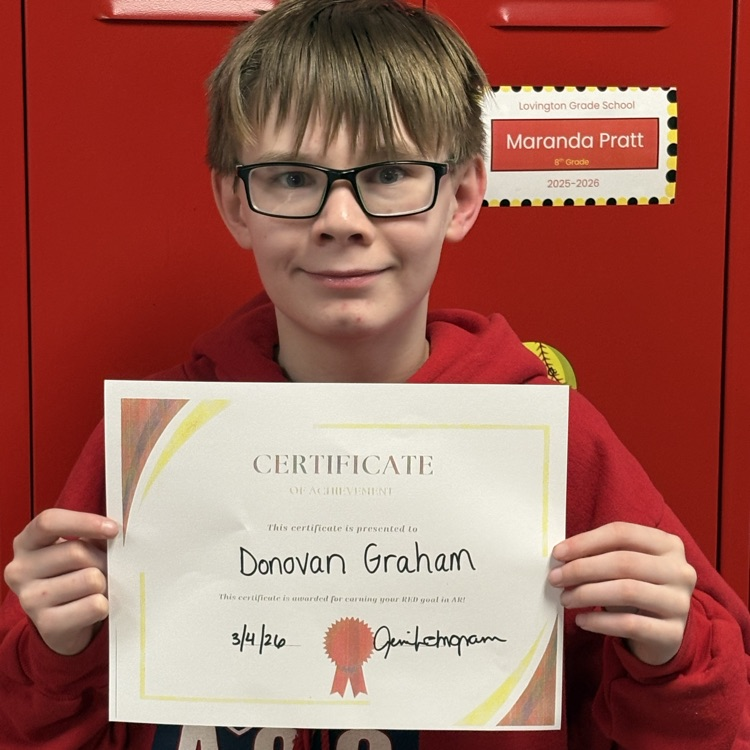 Lovington Grade School
Maranda Pratt
8th Grade
2025-2026
CERTIFICATE
OF ACHIEVEMENT
This certificate is presented to
Donovan Graham
This certificate is awarded for earning your RED goal in AR!
3/4/26